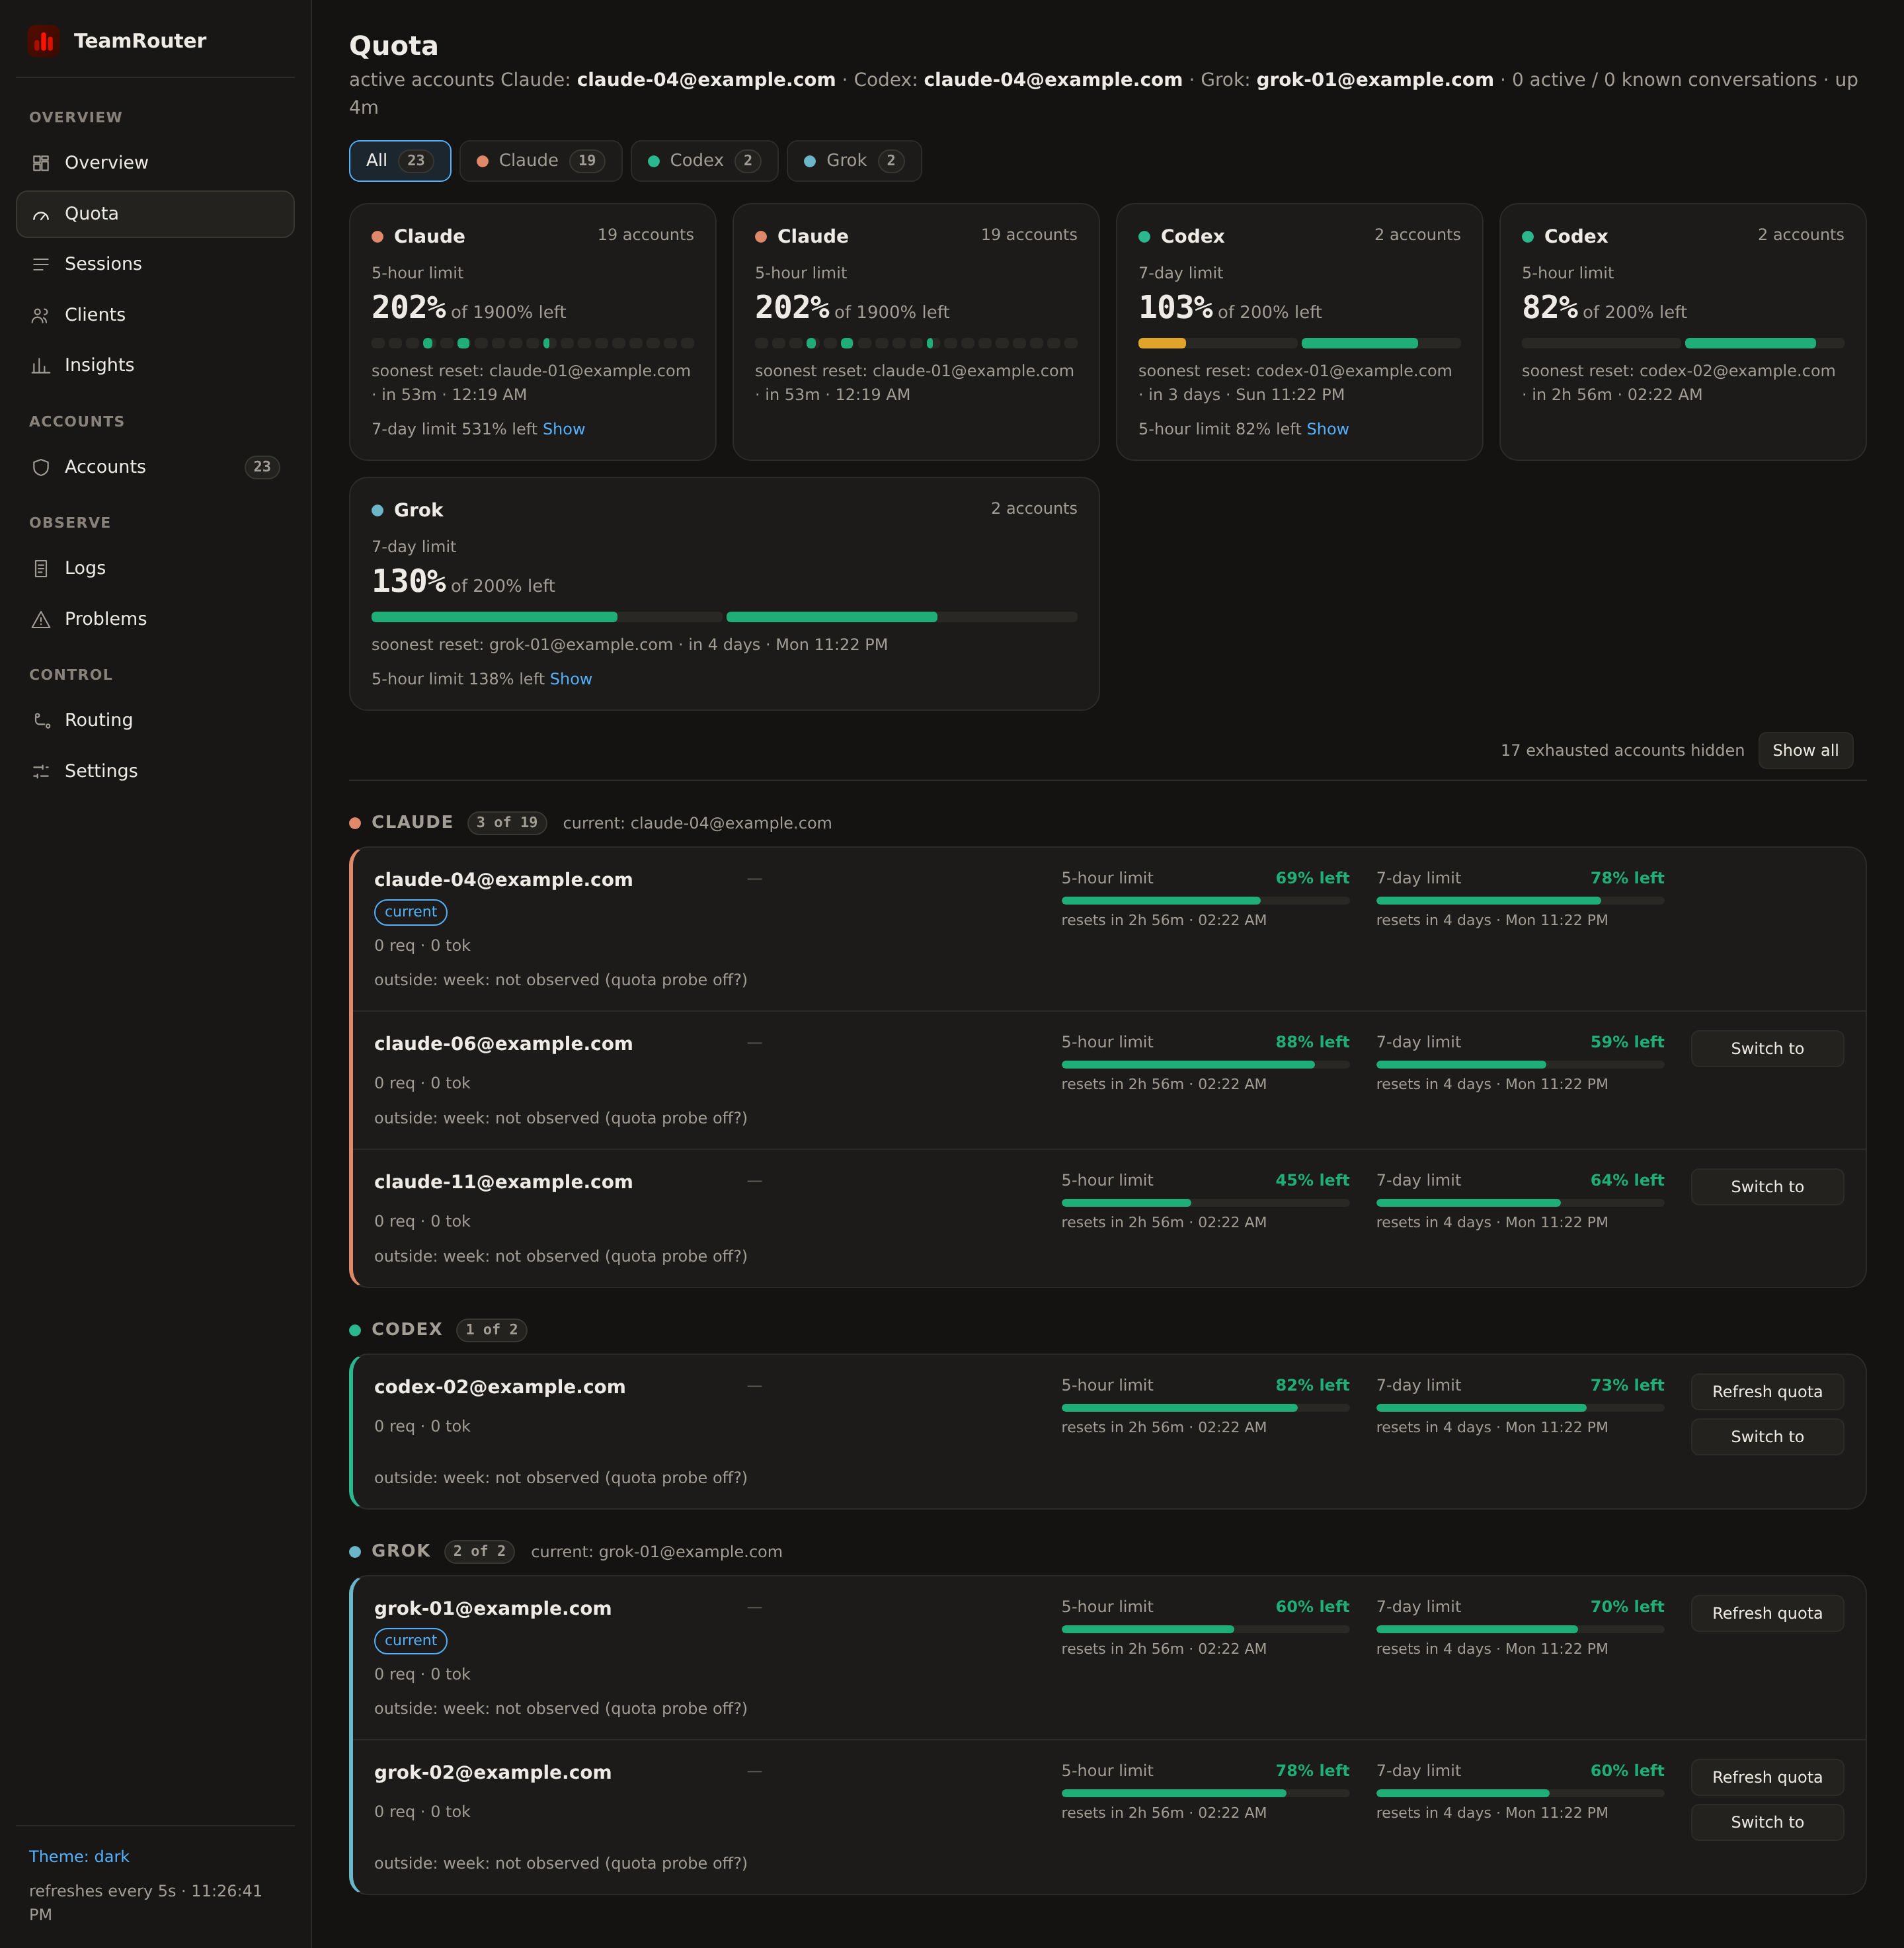 TeamRouter
OVERVIEW
Overview
Quota
Sessions
Clients
Insights
ACCOUNTS
Accounts 23
OBSERVE
Logs
Problems
CONTROL
Routing
Settings
Theme: dark
refreshes every 5s · 11:26:41
PM
Quota
active accounts Claude: claude-04@example.com · Codex: claude-04@example.com · Grok: grok-01@example.com · 0 active / 0 known conversations · up
4m
All 23 Claude 19 Codex 2 Grok 2
Claude 19 accounts
5-hour limit
202% of 1900% left
soonest reset: claude-01@example.com
· in 53m · 12:19 AM
7-day limit 531% left Show
Claude 19 accounts
5-hour limit
202% of 1900% left
soonest reset: claude-01@example.com
· in 53m · 12:19 AM
Codex 2 accounts
7-day limit
103% of 200% left
soonest reset: codex-01@example.com
· in 3 days · Sun 11:22 PM
5-hour limit 82% left Show
Codex 2 accounts
5-hour limit
82% of 200% left
soonest reset: codex-02@example.com
· in 2h 56m · 02:22 AM
Grok 2 accounts
7-day limit
130% of 200% left
soonest reset: grok-01@example.com · in 4 days · Mon 11:22 PM
5-hour limit 138% left Show
17 exhausted accounts hidden Show all
CLAUDE 3 of 19 current: claude-04@example.com
claude-04@example.com — 5-hour limit 69% left 7-day limit 78% left
current
resets in 2h 56m · 02:22 AM resets in 4 days · Mon 11:22 PM
0 req · 0 tok
outside: week: not observed (quota probe off?)
claude-06@example.com — 5-hour limit 88% left 7-day limit 59% left Switch to
resets in 2h 56m · 02:22 AM resets in 4 days · Mon 11:22 PM
0 req · 0 tok
outside: week: not observed (quota probe off?)
claude-11@example.com — 5-hour limit 45% left 7-day limit 64% left Switch to
resets in 2h 56m · 02:22 AM resets in 4 days · Mon 11:22 PM
0 req · 0 tok
outside: week: not observed (quota probe off?)
CODEX 1 of 2
codex-02@example.com — 5-hour limit 82% left 7-day limit 73% left Refresh quota
resets in 2h 56m · 02:22 AM resets in 4 days · Mon 11:22 PM
0 req · 0 tok Switch to
outside: week: not observed (quota probe off?)
GROK 2 of 2 current: grok-01@example.com
grok-01@example.com — 5-hour limit 60% left 7-day limit 70% left Refresh quota
current
resets in 2h 56m · 02:22 AM resets in 4 days · Mon 11:22 PM
0 req · 0 tok
outside: week: not observed (quota probe off?)
grok-02@example.com — 5-hour limit 78% left 7-day limit 60% left Refresh quota
resets in 2h 56m · 02:22 AM resets in 4 days · Mon 11:22 PM
0 req · 0 tok Switch to
outside: week: not observed (quota probe off?)